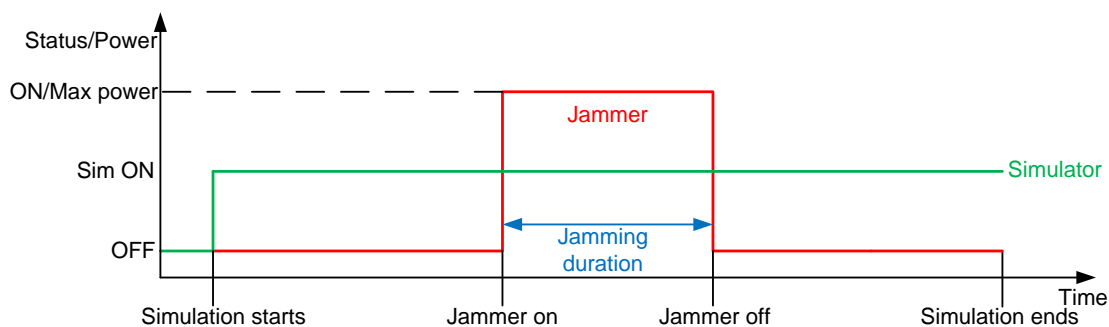 Status/Power
ON/Max power
Jammer
Sim ON
Simulator
OFF
Jamming
duration
Time
Simulation starts
Jammer on
Jammer off
Simulation ends